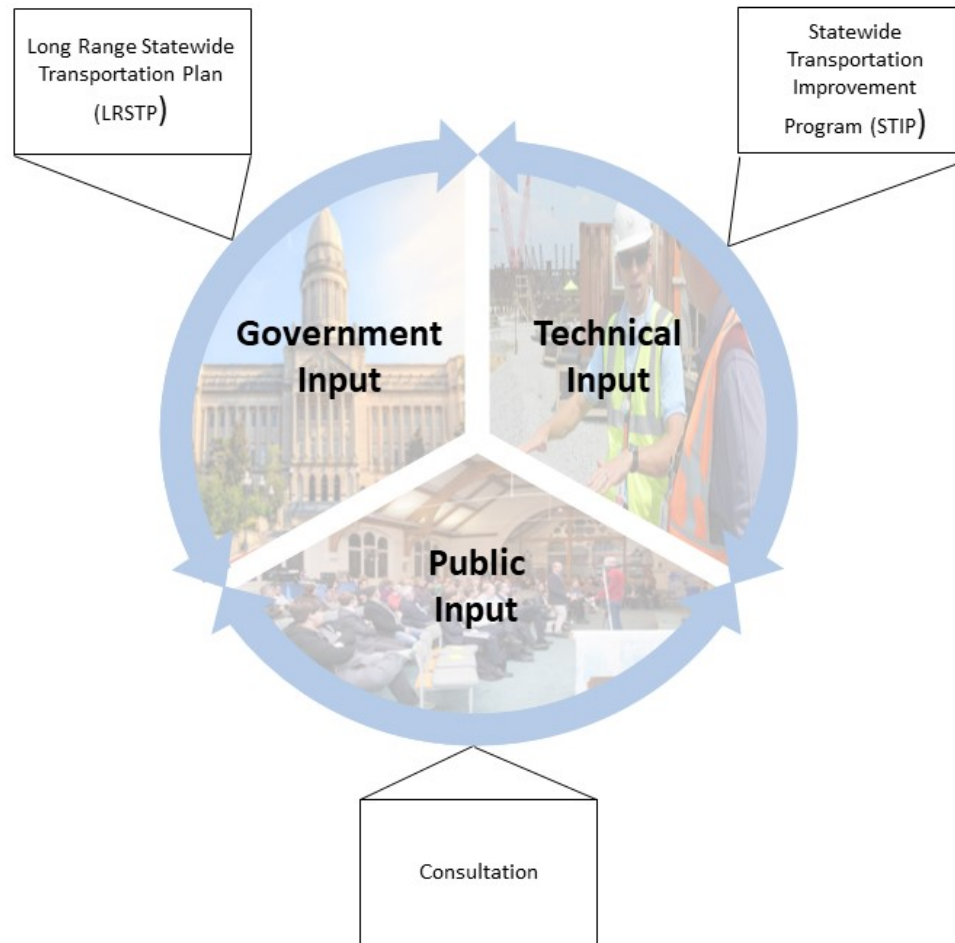 Long Range Statewide
Transportation Plan
(LRSTP)
Statewide
Transportation
Improvement
Program (STIP)
Government
Input
Technical
Input
Public
Input
Consultation